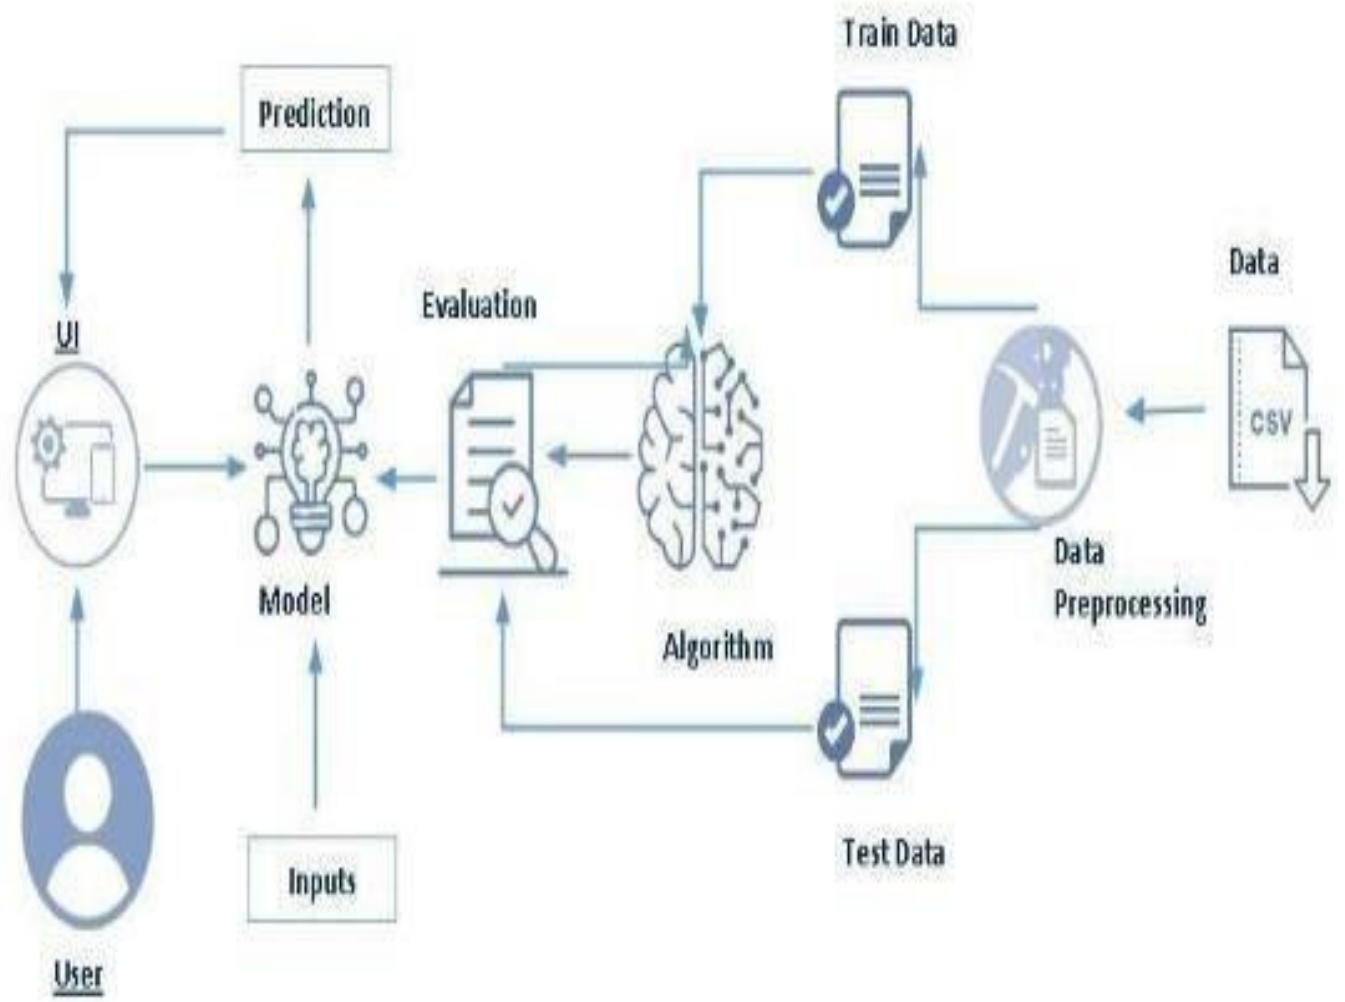 Train Data
Prediction
Data
Evaluation
UI
CSV
Data
Preprocessing
Model
Algorithm
Test Data
Inputs
User